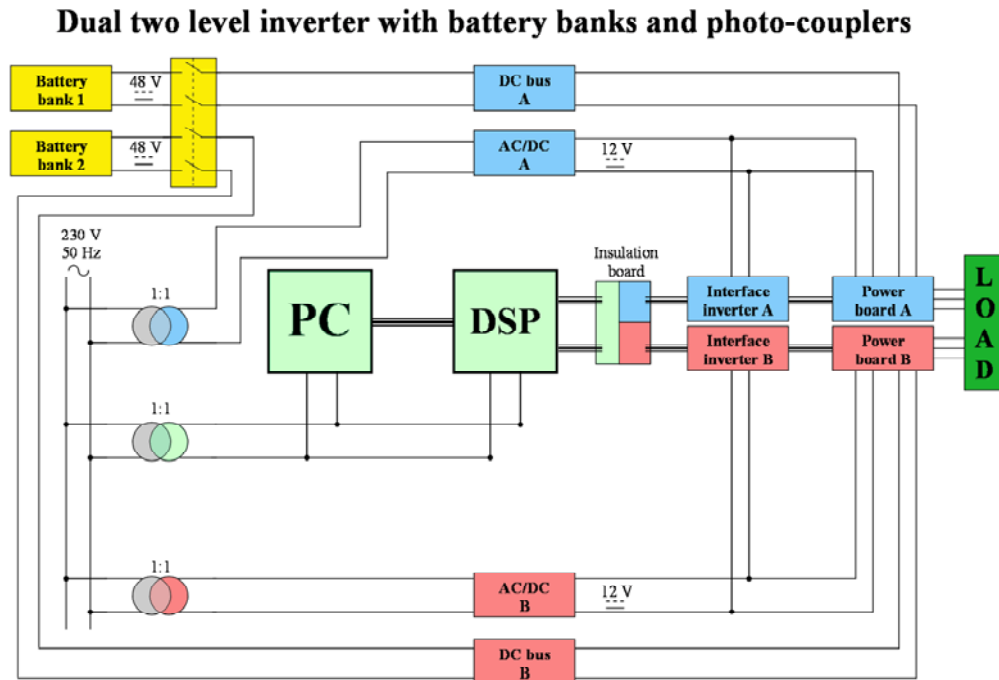 Dual two level inverter with battery banks and photo-couplers
Battery
bank 1
48 V
DC bus
A
Battery
bank 2
48 V
AC/DC
A
12 V
230 V
50 Hz
1:1
PC
DSP
Insulation
board
Interface
inverter A
Power
board A
Interface
inverter B
Power
board B
L
O
A
D
1:1
1:1
AC/DC
B
12 V
DC bus
B